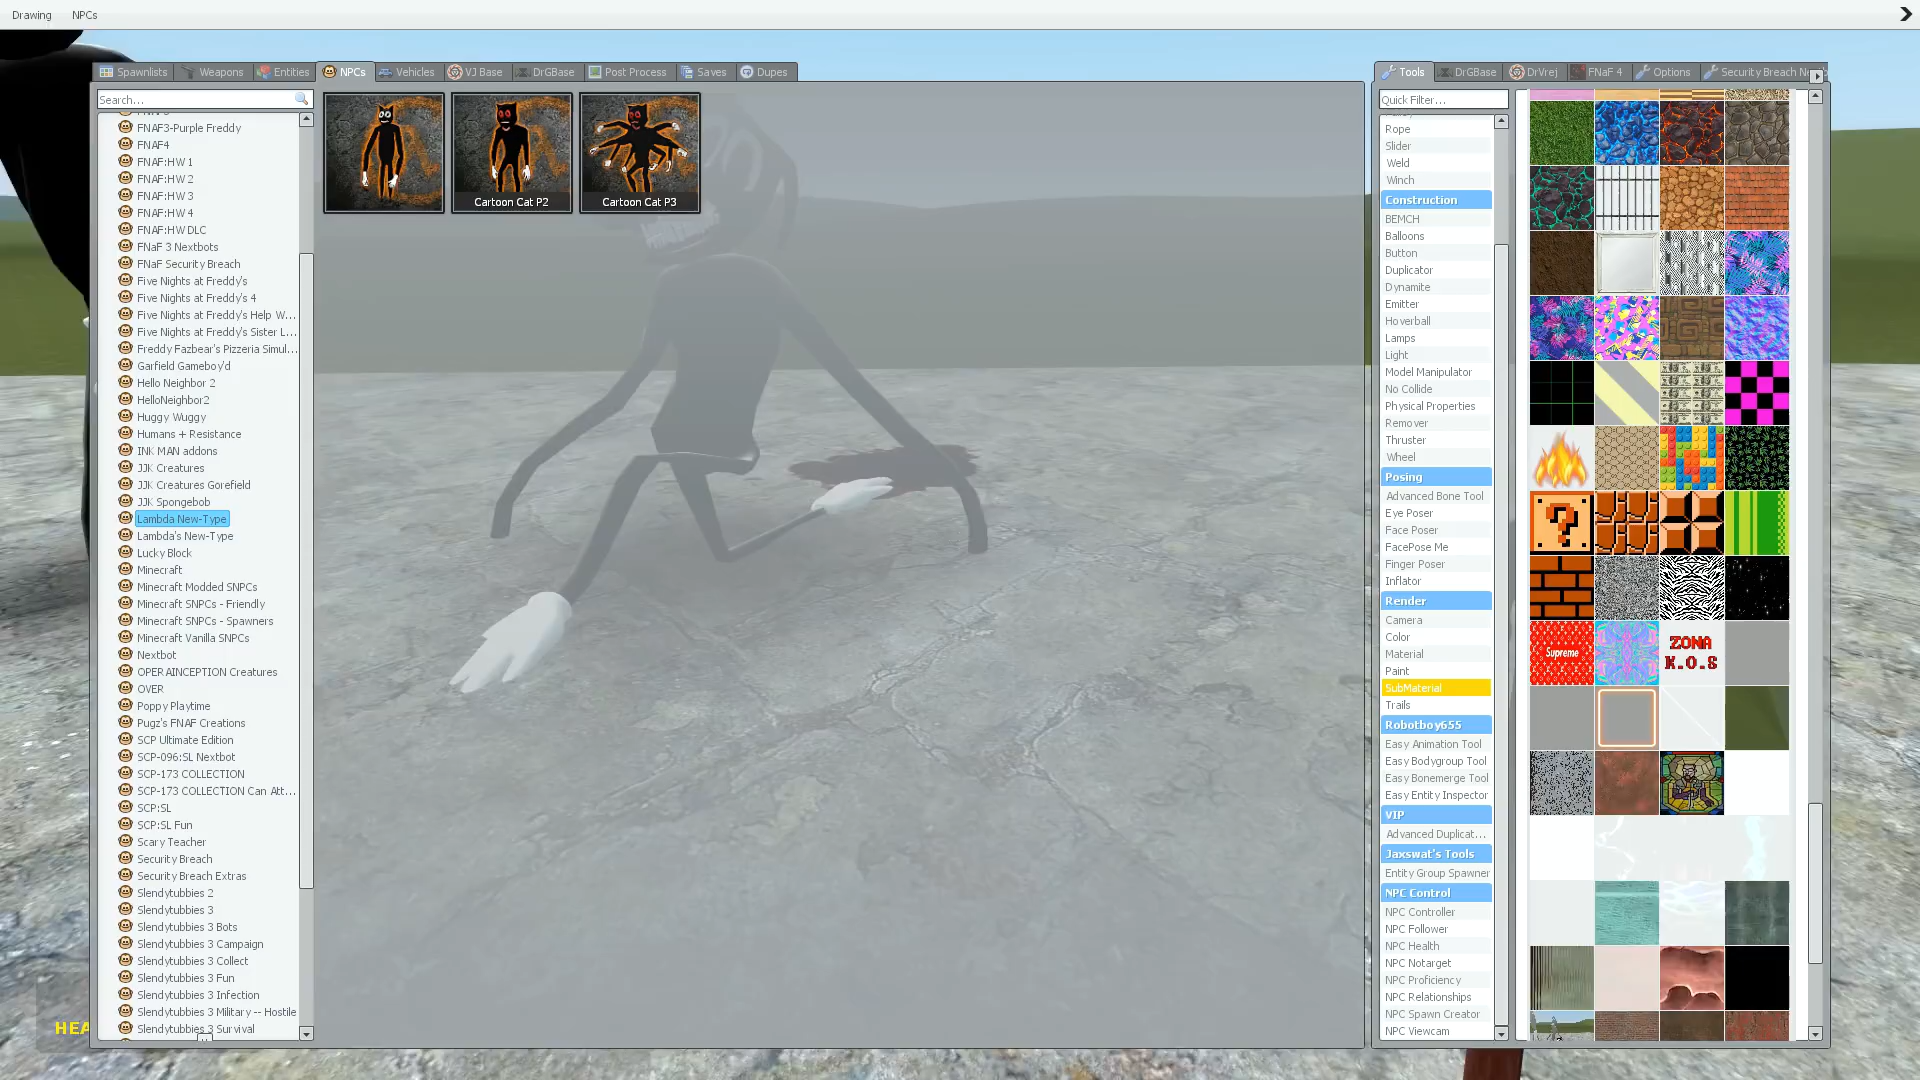 Drawing
NPCs
Spawnlists
Weapons
Entities
NPCs
Vehicles
VJ Base
DrGBase
Post Process
Saves
Dupes
Search...
FNAF3-Purple Freddy
FNAF4
FNAF:HW 1
FNAF:HW 2
FNAF:HW 3
FNAF:HW 4
FNAF:HW DLC
FNaF 3 Nextbots
FNaF Security Breach
Five Nights at Freddy's
Five Nights at Freddy's 4
Five Nights at Freddy's Help W...
Five Nights at Freddy's Sister L...
Freddy Fazbear's Pizzeria Simul...
Garfield Gameboy'd
Hello Neighbor 2
HelloNeighbor2
Huggy Wuggy
Humans + Resistance
INK MAN addons
JJK Creatures
JJK Creatures Gorefield
JJK Spongebob
Lambda New-Type
Lambda's New-Type
Lucky Block
Minecraft
Minecraft Modded SNPCs
Minecraft SNPCs - Friendly
Minecraft SNPCs - Spawners
Minecraft Vanilla SNPCs
Nextbot
OPERAINCEPTION Creatures
OVER
Poppy Playtime
Pugz's FNAF Creations
SCP Ultimate Edition
SCP-096:SL Nextbot
SCP-173 COLLECTION
SCP-173 COLLECTION Can Att...
SCP:SL
SCP:SL Fun
Scary Teacher
Security Breach
Security Breach Extras
Slendytubbies 2
Slendytubbies 3
Slendytubbies 3 Bots
Slendytubbies 3 Campaign
Slendytubbies 3 Collect
Slendytubbies 3 Fun
Slendytubbies 3 Infection
Slendytubbies 3 Military -- Hostile
Slendytubbies 3 Survival
HEA
Cartoon Cat P2
Cartoon Cat P3
Tools
DrGBase
DrVrej
FNaF 4
Options
Security Breach
Quick Filter...
Rope
Slider
Weld
Winch
Construction
BEMCH
Balloons
Button
Duplicator
Dynamite
Emitter
Hoverball
Lamps
Light
Model Manipulator
No Collide
Physical Properties
Remover
Thruster
Wheel
Posing
Advanced Bone Tool
Eye Poser
Face Poser
FacePose Me
Finger Poser
Inflator
Render
Camera
Color
Material
Paint
SubMaterial
Trails
Robotboy655
Easy Animation Tool
Easy Bodygroup Tool
Easy Bonemerge Tool
Easy Entity Inspector
VIP
Advanced Duplicat...
Jaxswat's Tools
Entity Group Spawner
NPC Control
NPC Controller
NPC Follower
NPC Health
NPC Notarget
NPC Proficiency
NPC Relationships
NPC Spawn Creator
NPC Viewcam
?
Supreme
ZONA
K.O.S